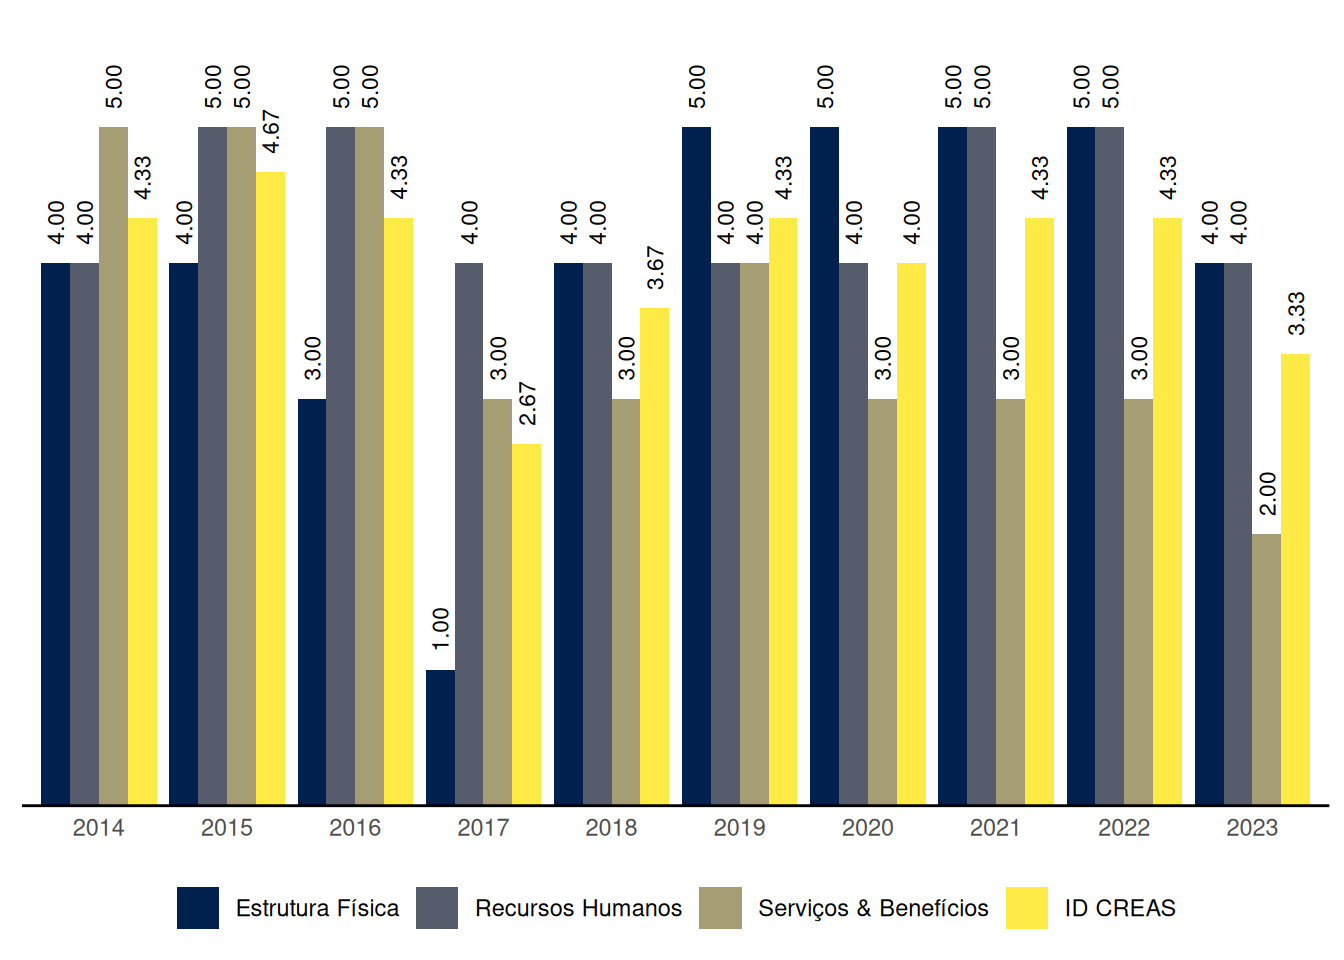 4.00 4.00 5.00 4.33
4.00 5.00 5.00 4.67
3.00 5.00 5.00 4.33
1.00 4.00 3.00 2.67
4.00 4.00 3.00 3.67
5.00 4.00 4.00 4.33
5.00 4.00 3.00 4.00
5.00 5.00 3.00 4.33
5.00 5.00 3.00 4.33
4.00 4.00 2.00 3.33
2014 2015 2016 2017 2018 2019 2020 2021 2022 2023
Estrutura Física Recursos Humanos Serviços & Benefícios ID CREAS